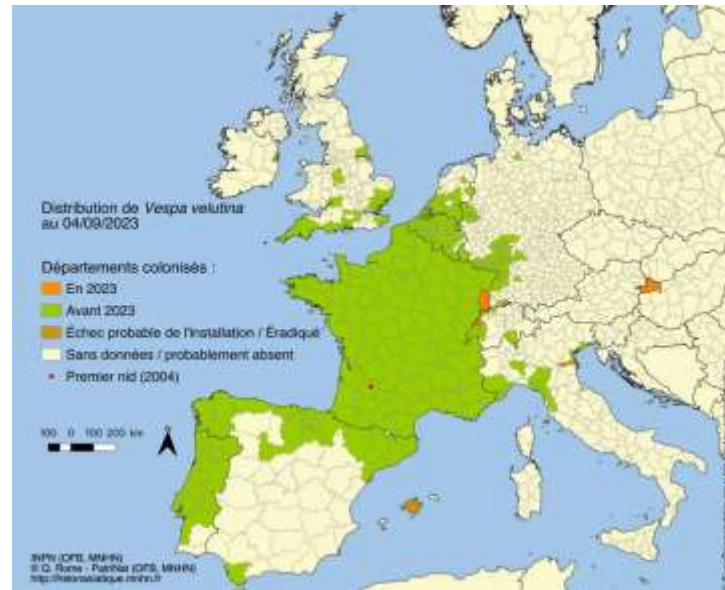 Distribution de Vespa velutina
au 04/09/2023
Départements colonisés :
En 2023
Avant 2023
Échec probable de l'installation / Éradiqué
Sans données / probablement absent
Premier nid (2004)
100 0 100 200 km
INPN (OFB, MNHN)
© Q. Rome - PatriNat (OFB, MNHN)
http://frelonasiatique.mnhn.fr